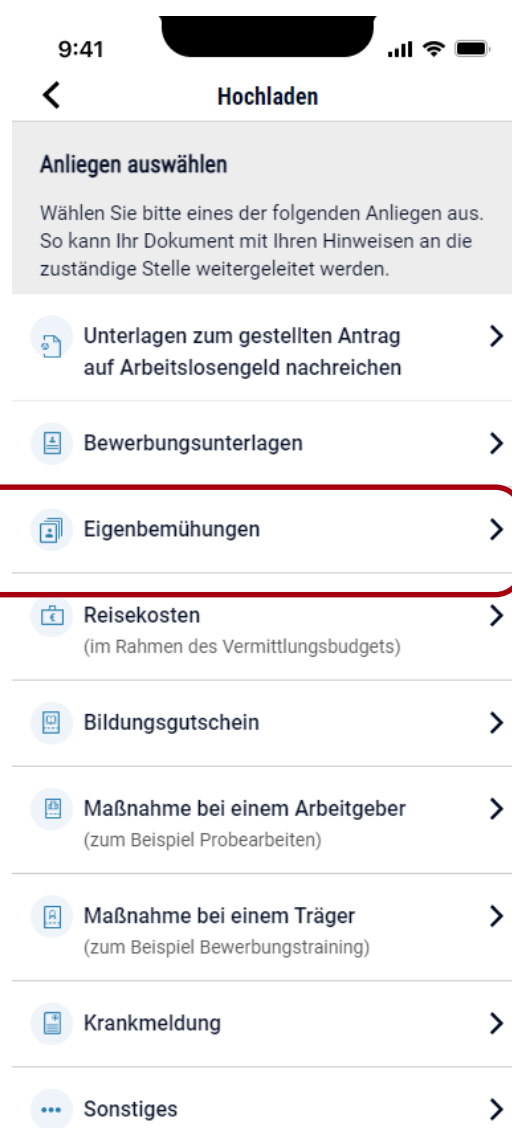 9:41
Hochladen
Anliegen auswählen
Wählen Sie bitte eines der folgenden Anliegen aus.
So kann Ihr Dokument mit Ihren Hinweisen an die
zuständige Stelle weitergeleitet werden.
Unterlagen zum gestellten Antrag
auf Arbeitslosengeld nachreichen
Bewerbungsunterlagen
Eigenbemühungen
Reisekosten
(im Rahmen des Vermittlungsbudgets)
Bildungsgutschein
Maßnahme bei einem Arbeitgeber
(zum Beispiel Probearbeiten)
Maßnahme bei einem Träger
(zum Beispiel Bewerbungstraining)
Krankmeldung
Sonstiges